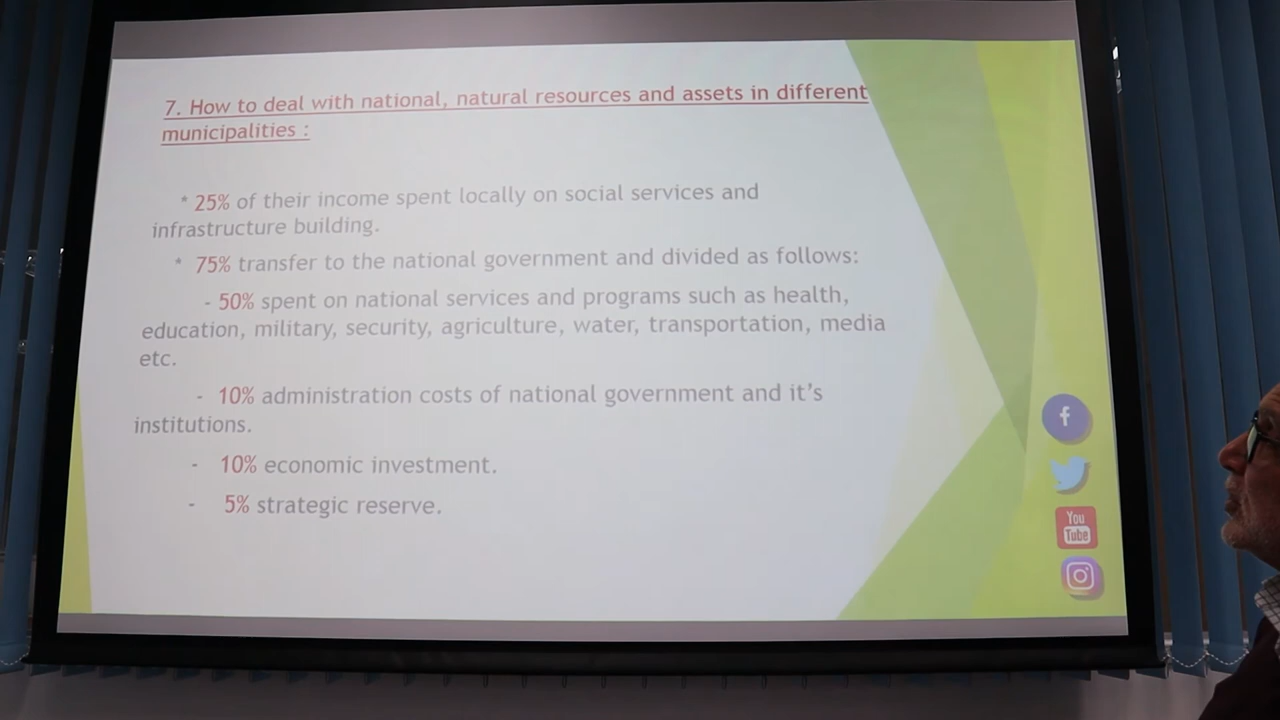 7. How to deal with national, natural resources and assets in different
municipalities :
* 25% of their income spent locally on social services and
infrastructure building.
* 75% transfer to the national government and divided as follows:
- 50% spent on national services and programs such as health,
education, military, security, agriculture, water, transportation, media
etc.
- 10% administration costs of national government and it's
institutions.
- 10% economic investment.
- 5% strategic reserve.
f
You
Tube